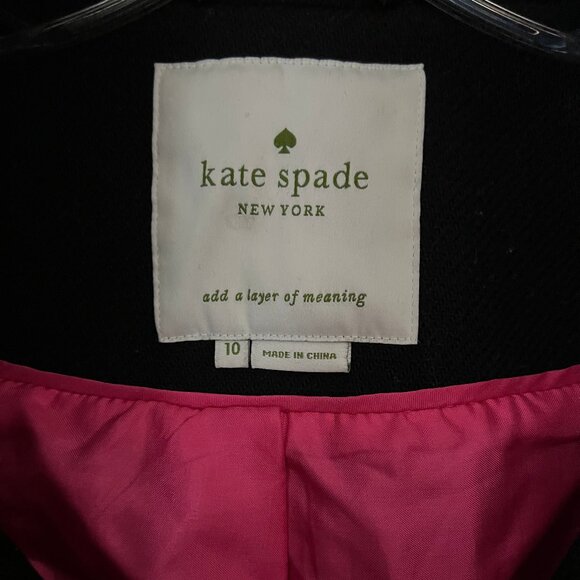 kate spade
NEW YORK
add a layer of meaning
10
MADE IN CHINA